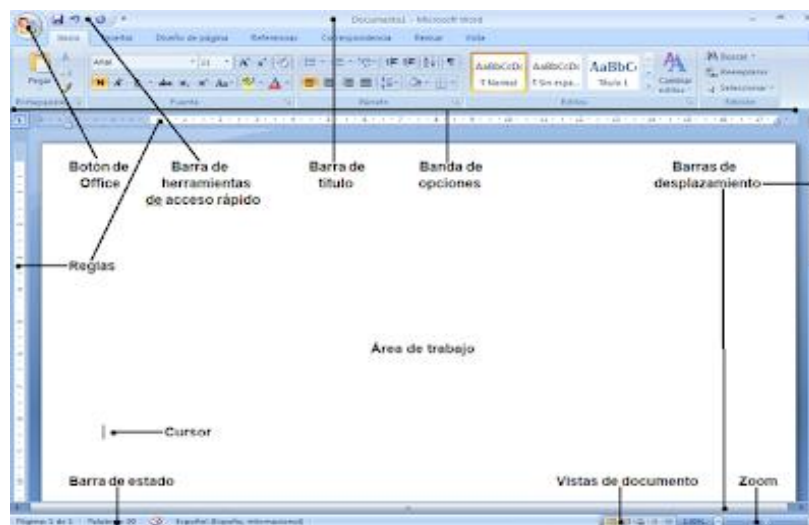 Documento1 - Microsoft Word
Inicio Insertar Diseño de página Referencias Correspondencia Revisar Vista
Pegar
Arial 11
AaBbCcDc AaBbCcDc AaBbC
¶ Normal ¶ Sin espa... Título 1
Cambiar estilos
Buscar
Reemplazar
Seleccionar
Portapapeles Fuente Párrafo Estilos Edición
Botón de Office
Barra de herramientas de acceso rápido
Barra de título
Banda de opciones
Barras de desplazamiento
Reglas
Área de trabajo
Cursor
Barra de estado
Vistas de documento
Zoom
Página: 1 de 1 Español (España, internacional)